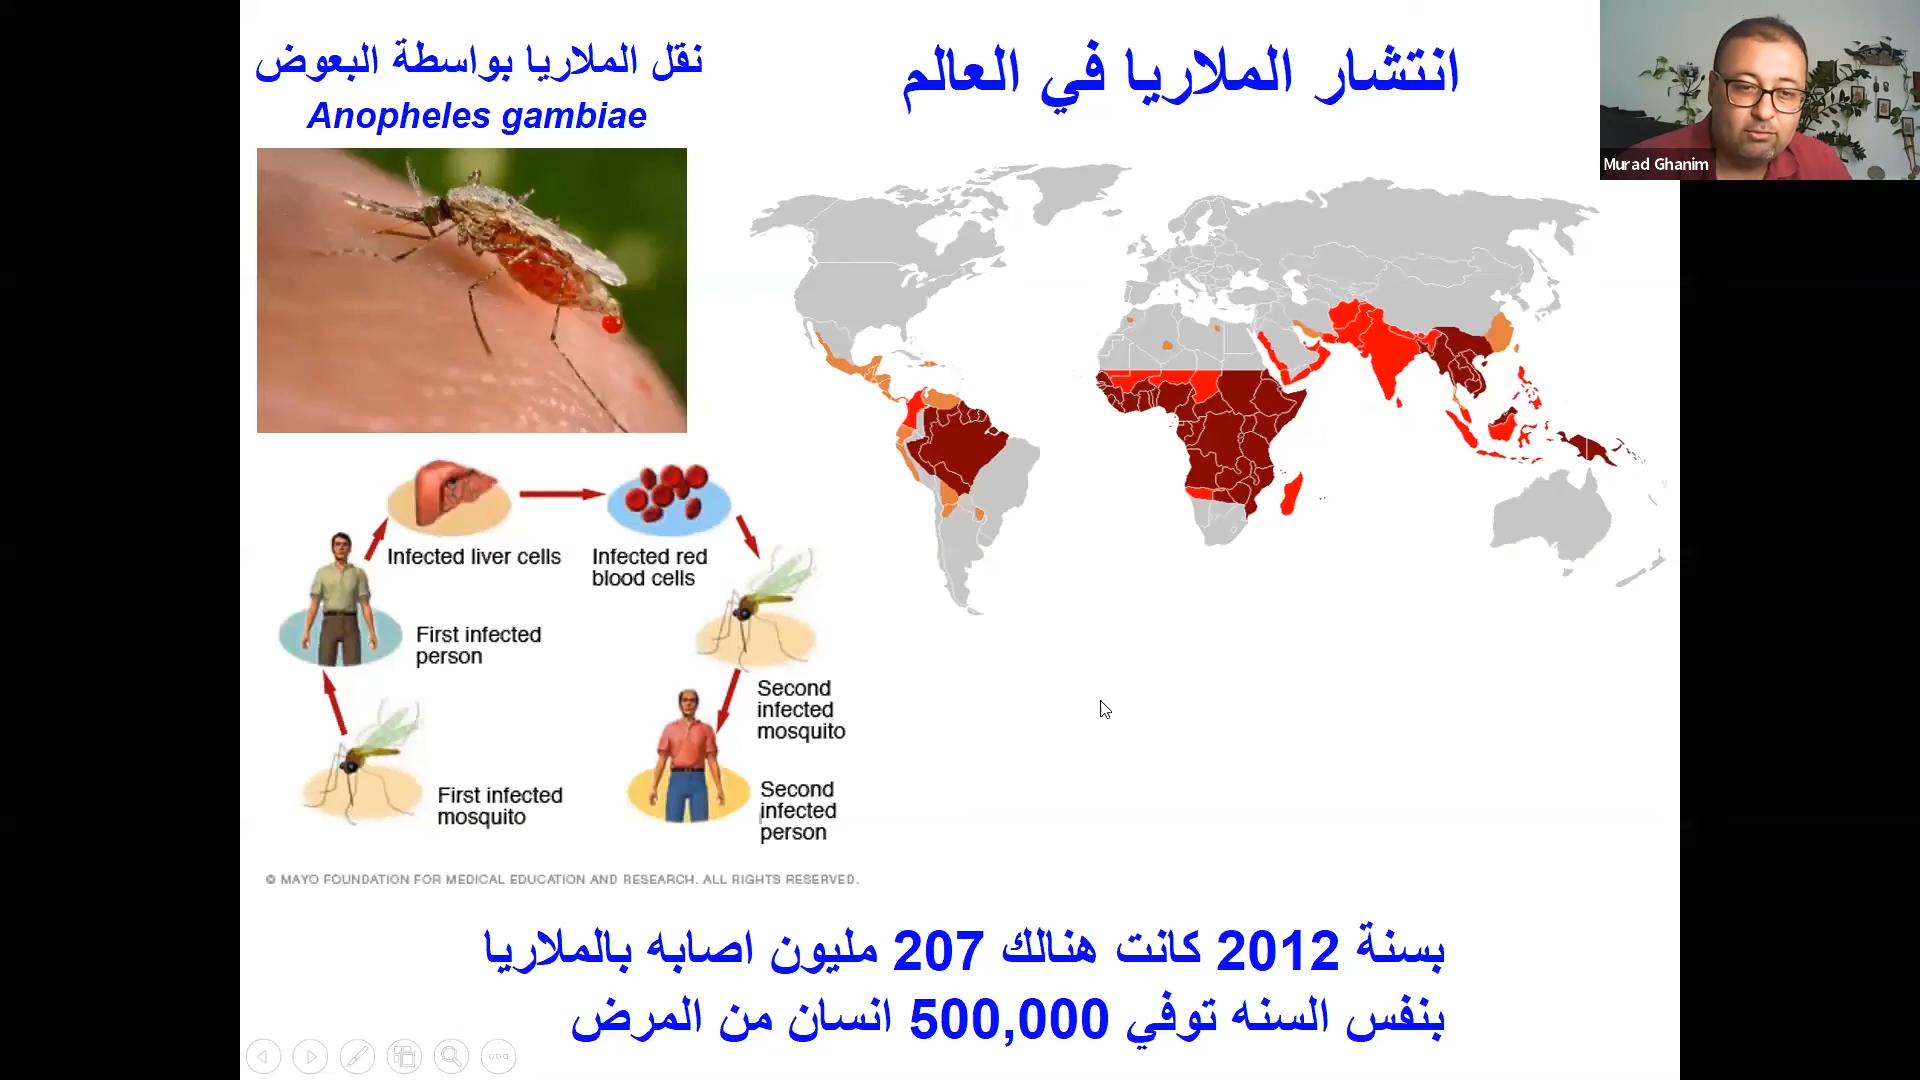 نقل الملاريا بواسطة البعوض
Anopheles gambiae
انتشار الملاريا في العالم
Murad Ghanim
Infected liver cells
Infected red
blood cells
First infected
person
Second
infected
mosquito
First infected
mosquito
Second
infected
person
© MAYO FOUNDATION FOR MEDICAL EDUCATION AND RESEARCH. ALL RIGHTS RESERVED.
بسنة 2012 كانت هنالك 207 مليون اصابه بالملاريا
بنفس السنه توفي 500,000 انسان من المرض